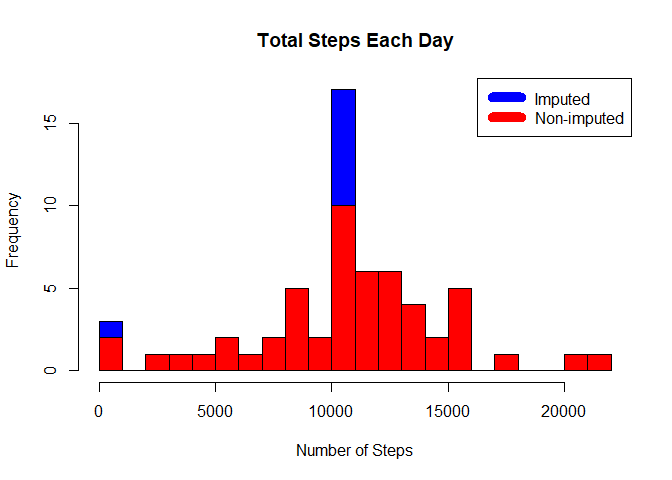 Total Steps Each Day
Imputed
Non-imputed
Frequency
15
10
5
0
0 5000 10000 15000 20000
Number of Steps